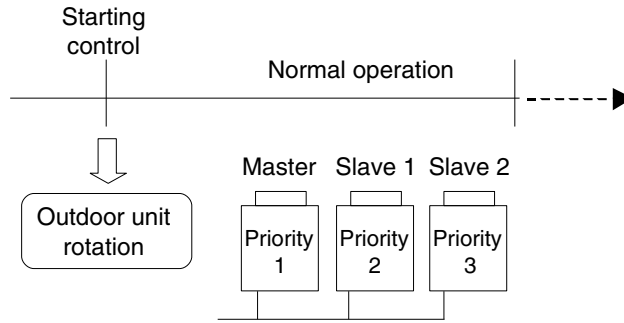 Starting
control
Normal operation
Outdoor unit
rotation
Master
Slave 1
Slave 2
Priority
1
Priority
2
Priority
3